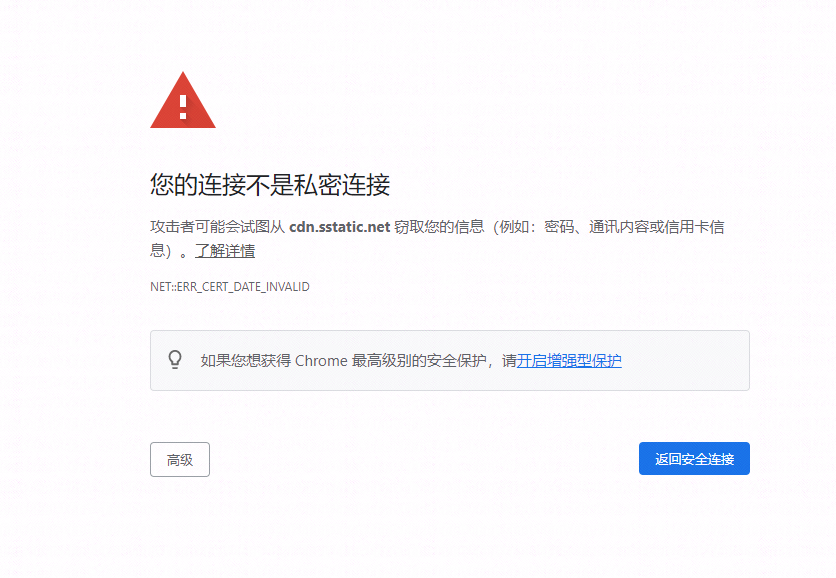 您的连接不是私密连接
攻击者可能会试图从 cdn.sstatic.net 窃取您的信息（例如：密码、通讯内容或信用卡信
息）。了解详情
NET::ERR_CERT_DATE_INVALID
如果您想获得 Chrome 最高级别的安全保护，请开启增强型保护
高级
返回安全连接